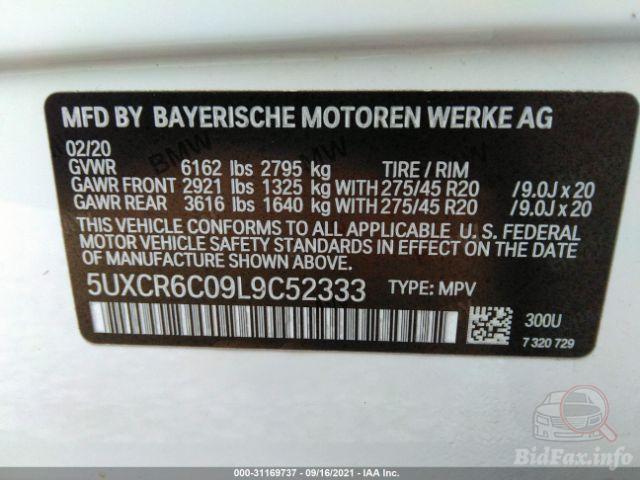 MFD BY BAYERISCHE MOTOREN WERKE AG
02/20
GVWR 6162 lbs 2795 kg TIRE / RIM
GAWR FRONT 2921 lbs 1325 kg WITH 275/45 R20 /9.0J x 20
GAWR REAR 3616 lbs 1640 kg WITH 275/45 R20 /9.0J x 20
THIS VEHICLE CONFORMS TO ALL APPLICABLE U.S. FEDERAL
MOTOR VEHICLE SAFETY STANDARDS IN EFFECT ON THE
DATE OF MANUFACTURE SHOWN ABOVE.
5UXCR6C09L9C52333 TYPE: MPV
300U
7 320 729
BidFax.info
000-31169737 - 09/16/2021 - IAA Inc.